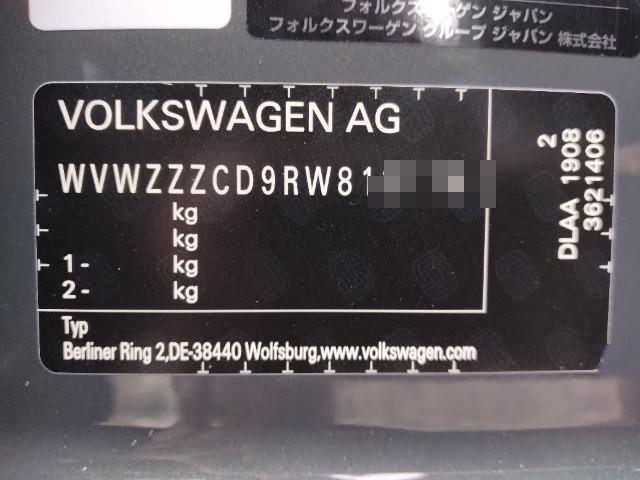 フォルクスワーゲン ジャパン
フォルクスワーゲン グループ ジャパン 株式会社
VOLKSWAGEN AG
WVWZZZCD9RW81
kg
kg
1- kg
2- kg
Typ
Berliner Ring 2,DE-38440 Wolfsburg,www.volkswagen.com
2
DLAA 1908
3621406